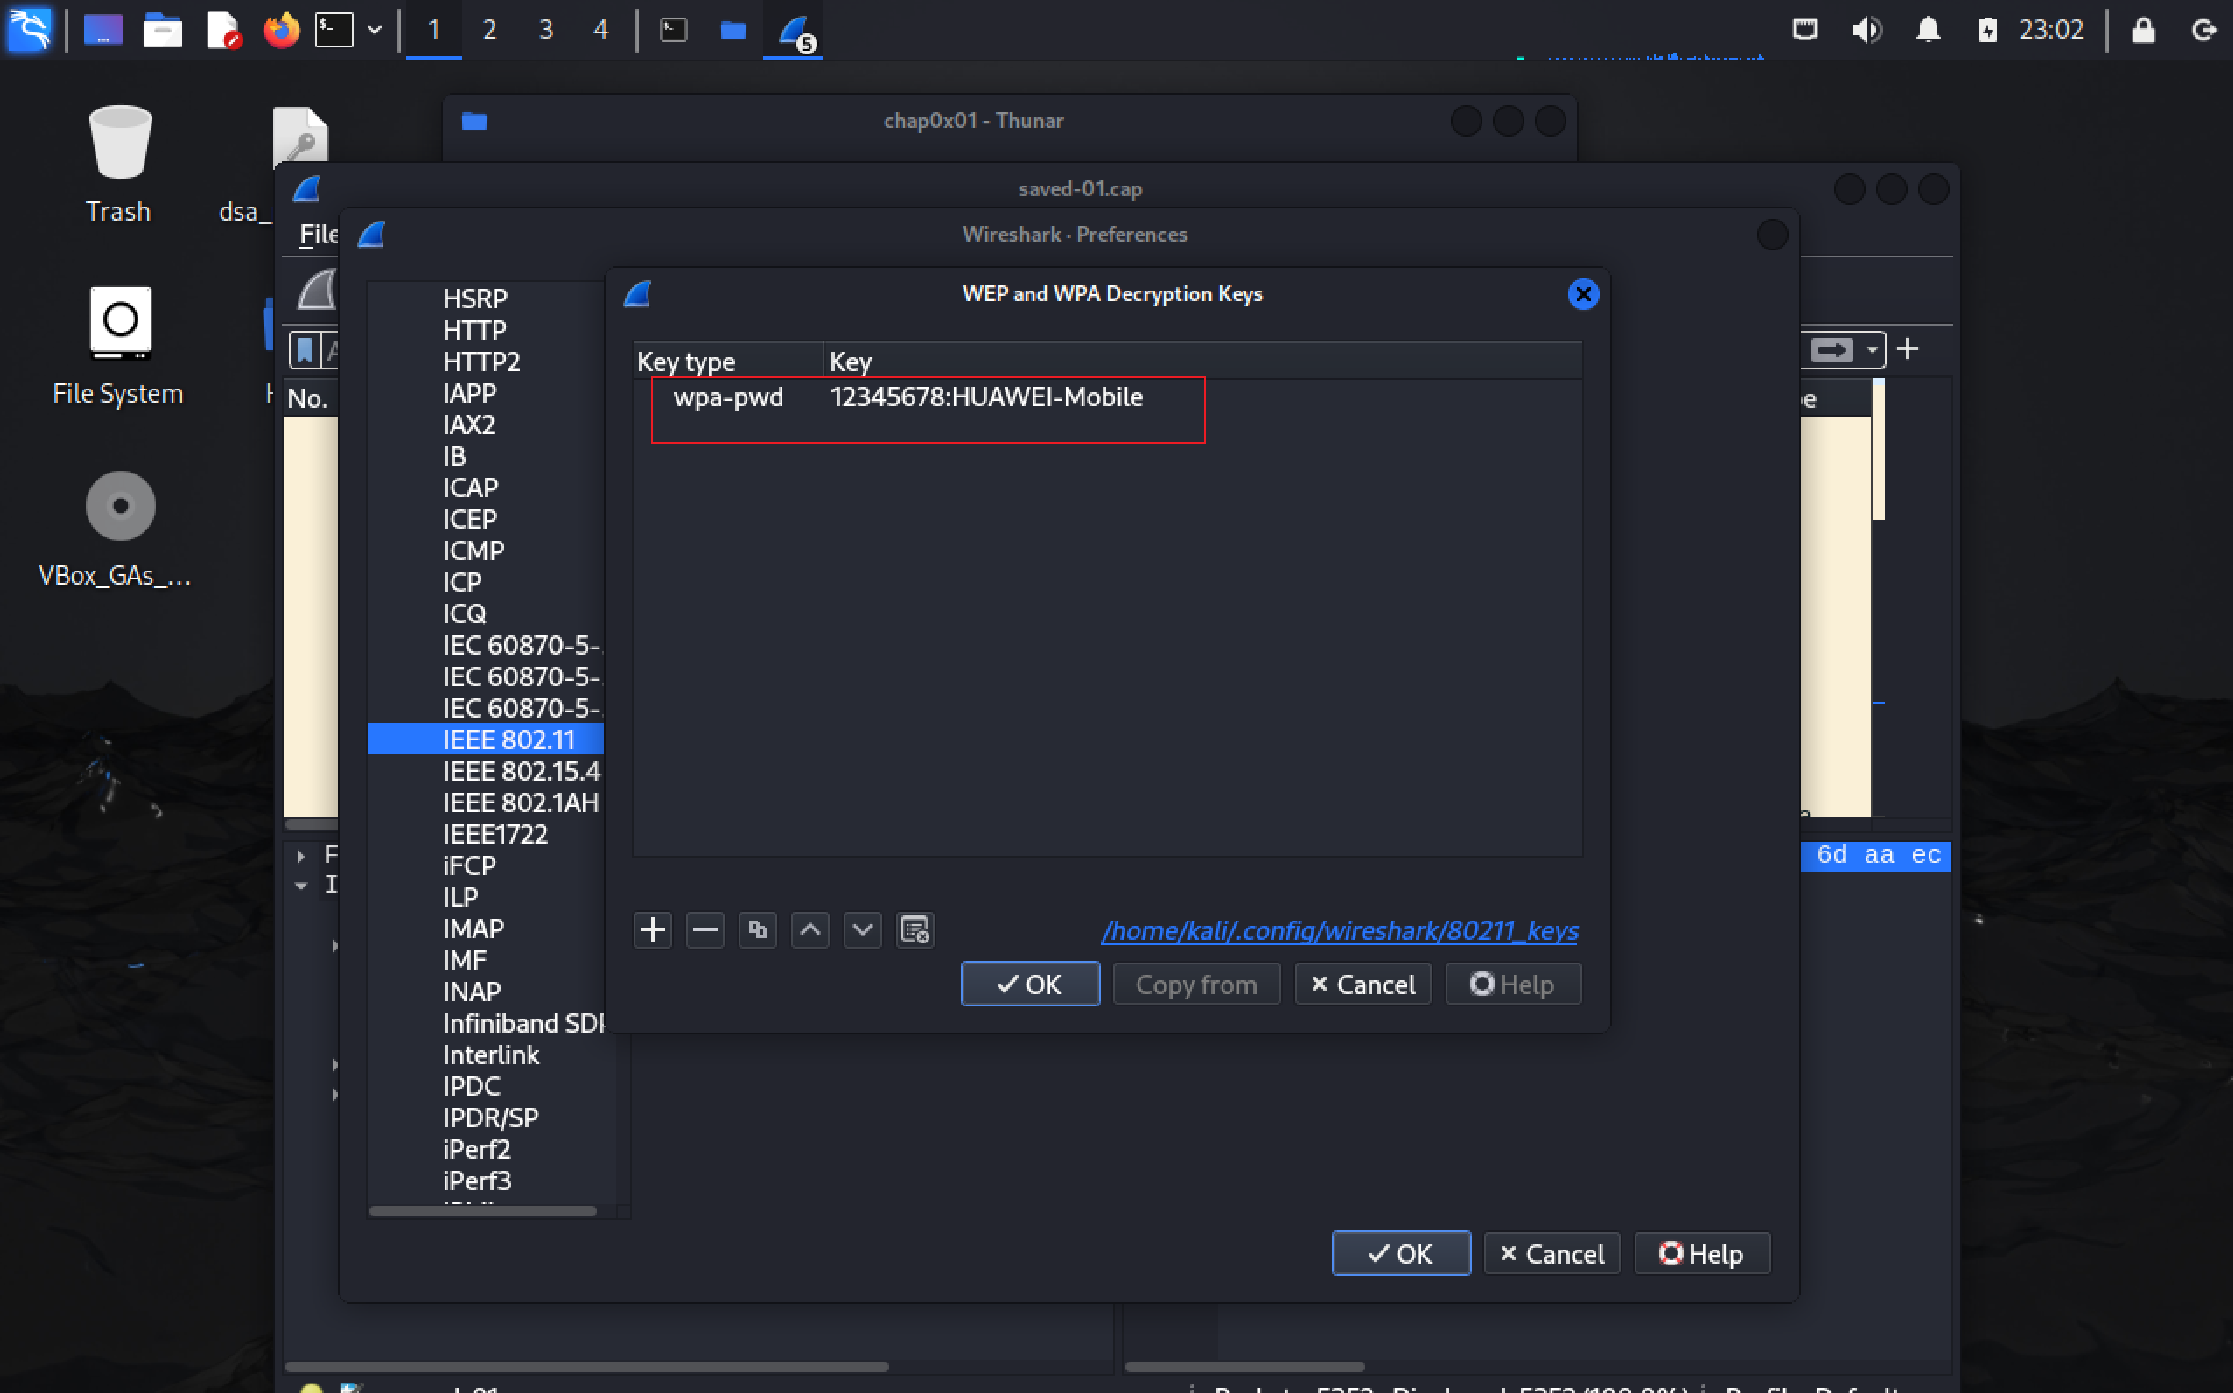 1 2 3 4
5
23:02
Trash
dsa_
File System
VBox_GAs_...
chap0x01 - Thunar
saved-01.cap
File
Wireshark · Preferences
No.
HSRP
HTTP
HTTP2
IAPP
IAX2
IB
ICAP
ICEP
ICMP
ICP
ICQ
IEC 60870-5-.
IEC 60870-5-.
IEC 60870-5-.
IEEE 802.11
IEEE 802.15.4
IEEE 802.1AH
IEEE1722
iFCP
ILP
IMAP
IMF
INAP
Infiniband SDP
Interlink
IPDC
IPDR/SP
iPerf2
iPerf3
WEP and WPA Decryption Keys
Key type Key
wpa-pwd 12345678:HUAWEI-Mobile
/home/kali/.config/wireshark/80211_keys
OK Copy from Cancel Help
6d aa ec
OK Cancel Help